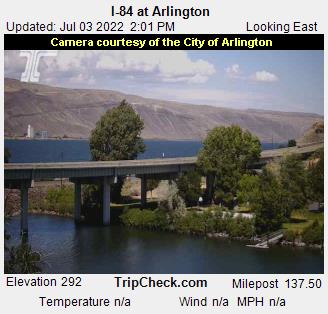 I-84 at Arlington
Updated: Jul 03 2022 2:01 PM Looking East
Camera courtesy of the City of Arlington
Elevation 292 TripCheck.com Milepost 137.50
Temperature n/a Wind n/a MPH n/a